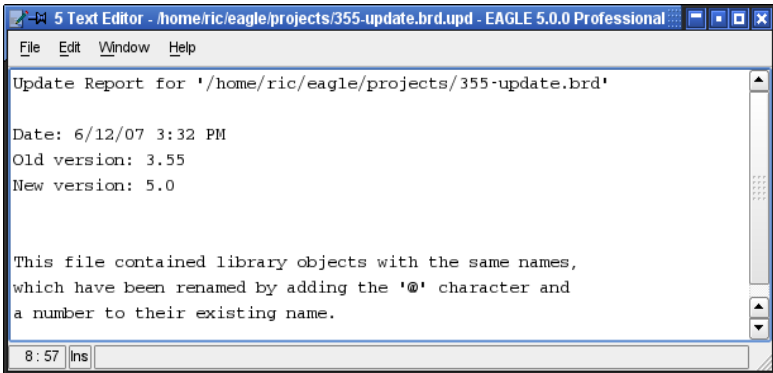 5 Text Editor - /home/ric/eagle/projects/355-update.brd.upd - EAGLE 5.0.0 Professional
File Edit Window Help
Update Report for '/home/ric/eagle/projects/355-update.brd'
Date: 6/12/07 3:32 PM
Old version: 3.55
New version: 5.0
This file contained library objects with the same names,
which have been renamed by adding the '@' character and
a number to their existing name.
8:57 Ins